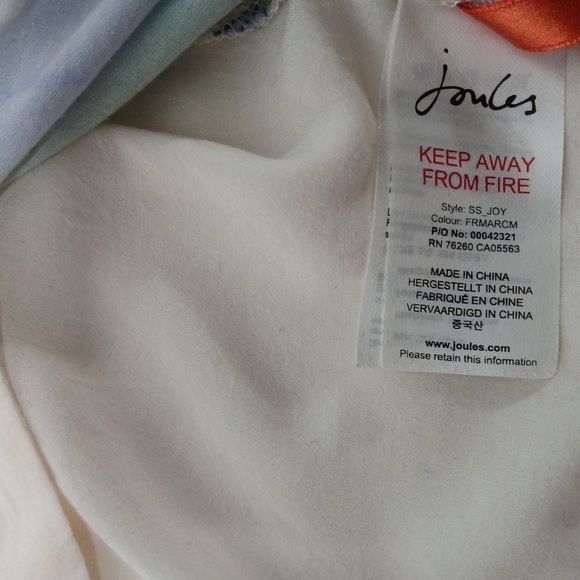 joules
KEEP AWAY
FROM FIRE
Style: SS_JOY
Colour: FRMARCM
P/O No: 00042321
RN 76260 CA05563
MADE IN CHINA
HERGESTELLT IN CHINA
FABRIQUÉ EN CHINE
VERVAARDIGD IN CHINA
중국산
www.joules.com
Please retain this information